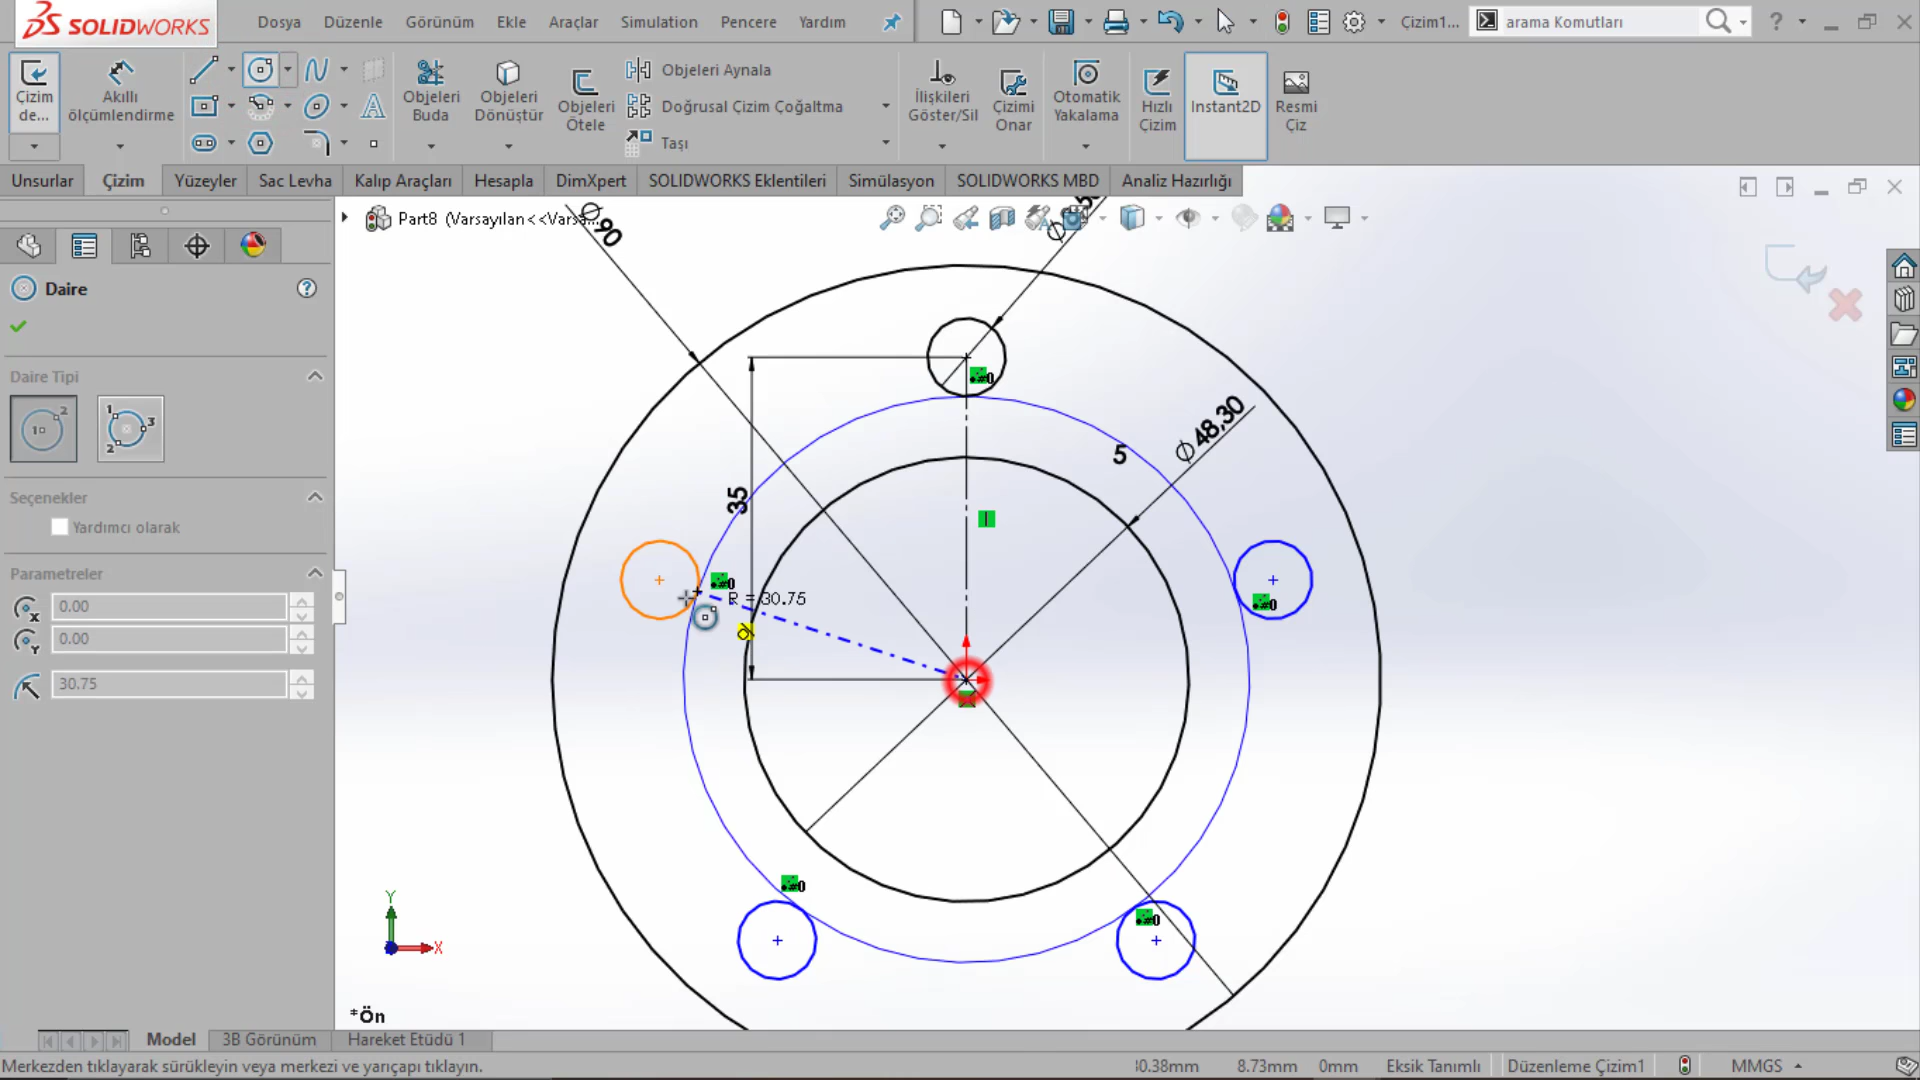 SOLIDWORKS
Dosya Düzenle Görünüm Ekle Araçlar Simulation Pencere Yardım
Çizim1...
arama Komutları
Çizim de...
Akıllı ölçümlendirme
Objeleri Buda
Objeleri Dönüştür
Objeleri Ötele
Objeleri Aynala
Doğrusal Çizim Çoğaltma
Taşı
İlişkileri Göster/Sil
Çizimi Onar
Otomatik Yakalama
Hızlı Çizim
Instant2D
Resmi Çiz
Unsurlar Çizim Yüzeyler Sac Levha Kalıp Araçları Hesapla DimXpert SOLIDWORKS Eklentileri Simülasyon SOLIDWORKS MBD Analiz Hazırlığı
Part8 (Varsayılan<<Varsa...
Daire
Daire Tipi
Seçenekler
Yardımcı olarak
Parametreler
0.00
0.00
30.75
∅ 90
35
5
∅ 48,30
R = 30.75
Y
X
*Ön
Model 3B Görünüm Hareket Etüdü 1
Merkezden tıklayarak sürükleyin veya merkezi ve yarıçapı tıklayın.
8.73mm 0mm Eksik Tanımlı Düzenleme Çizim1 MMGS